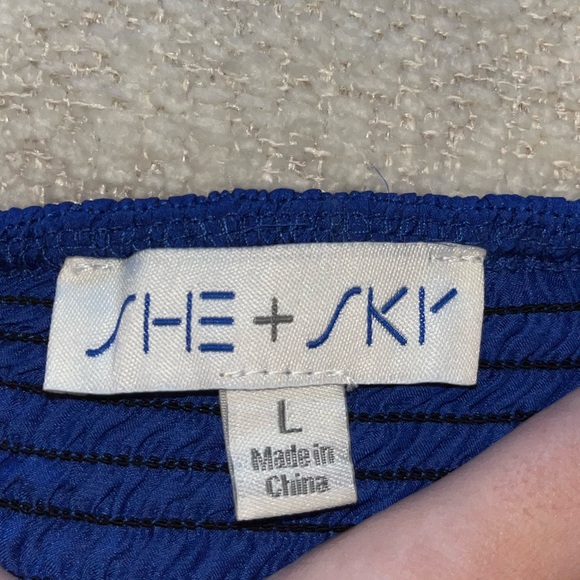 SHE + SKY
L
Made in
China